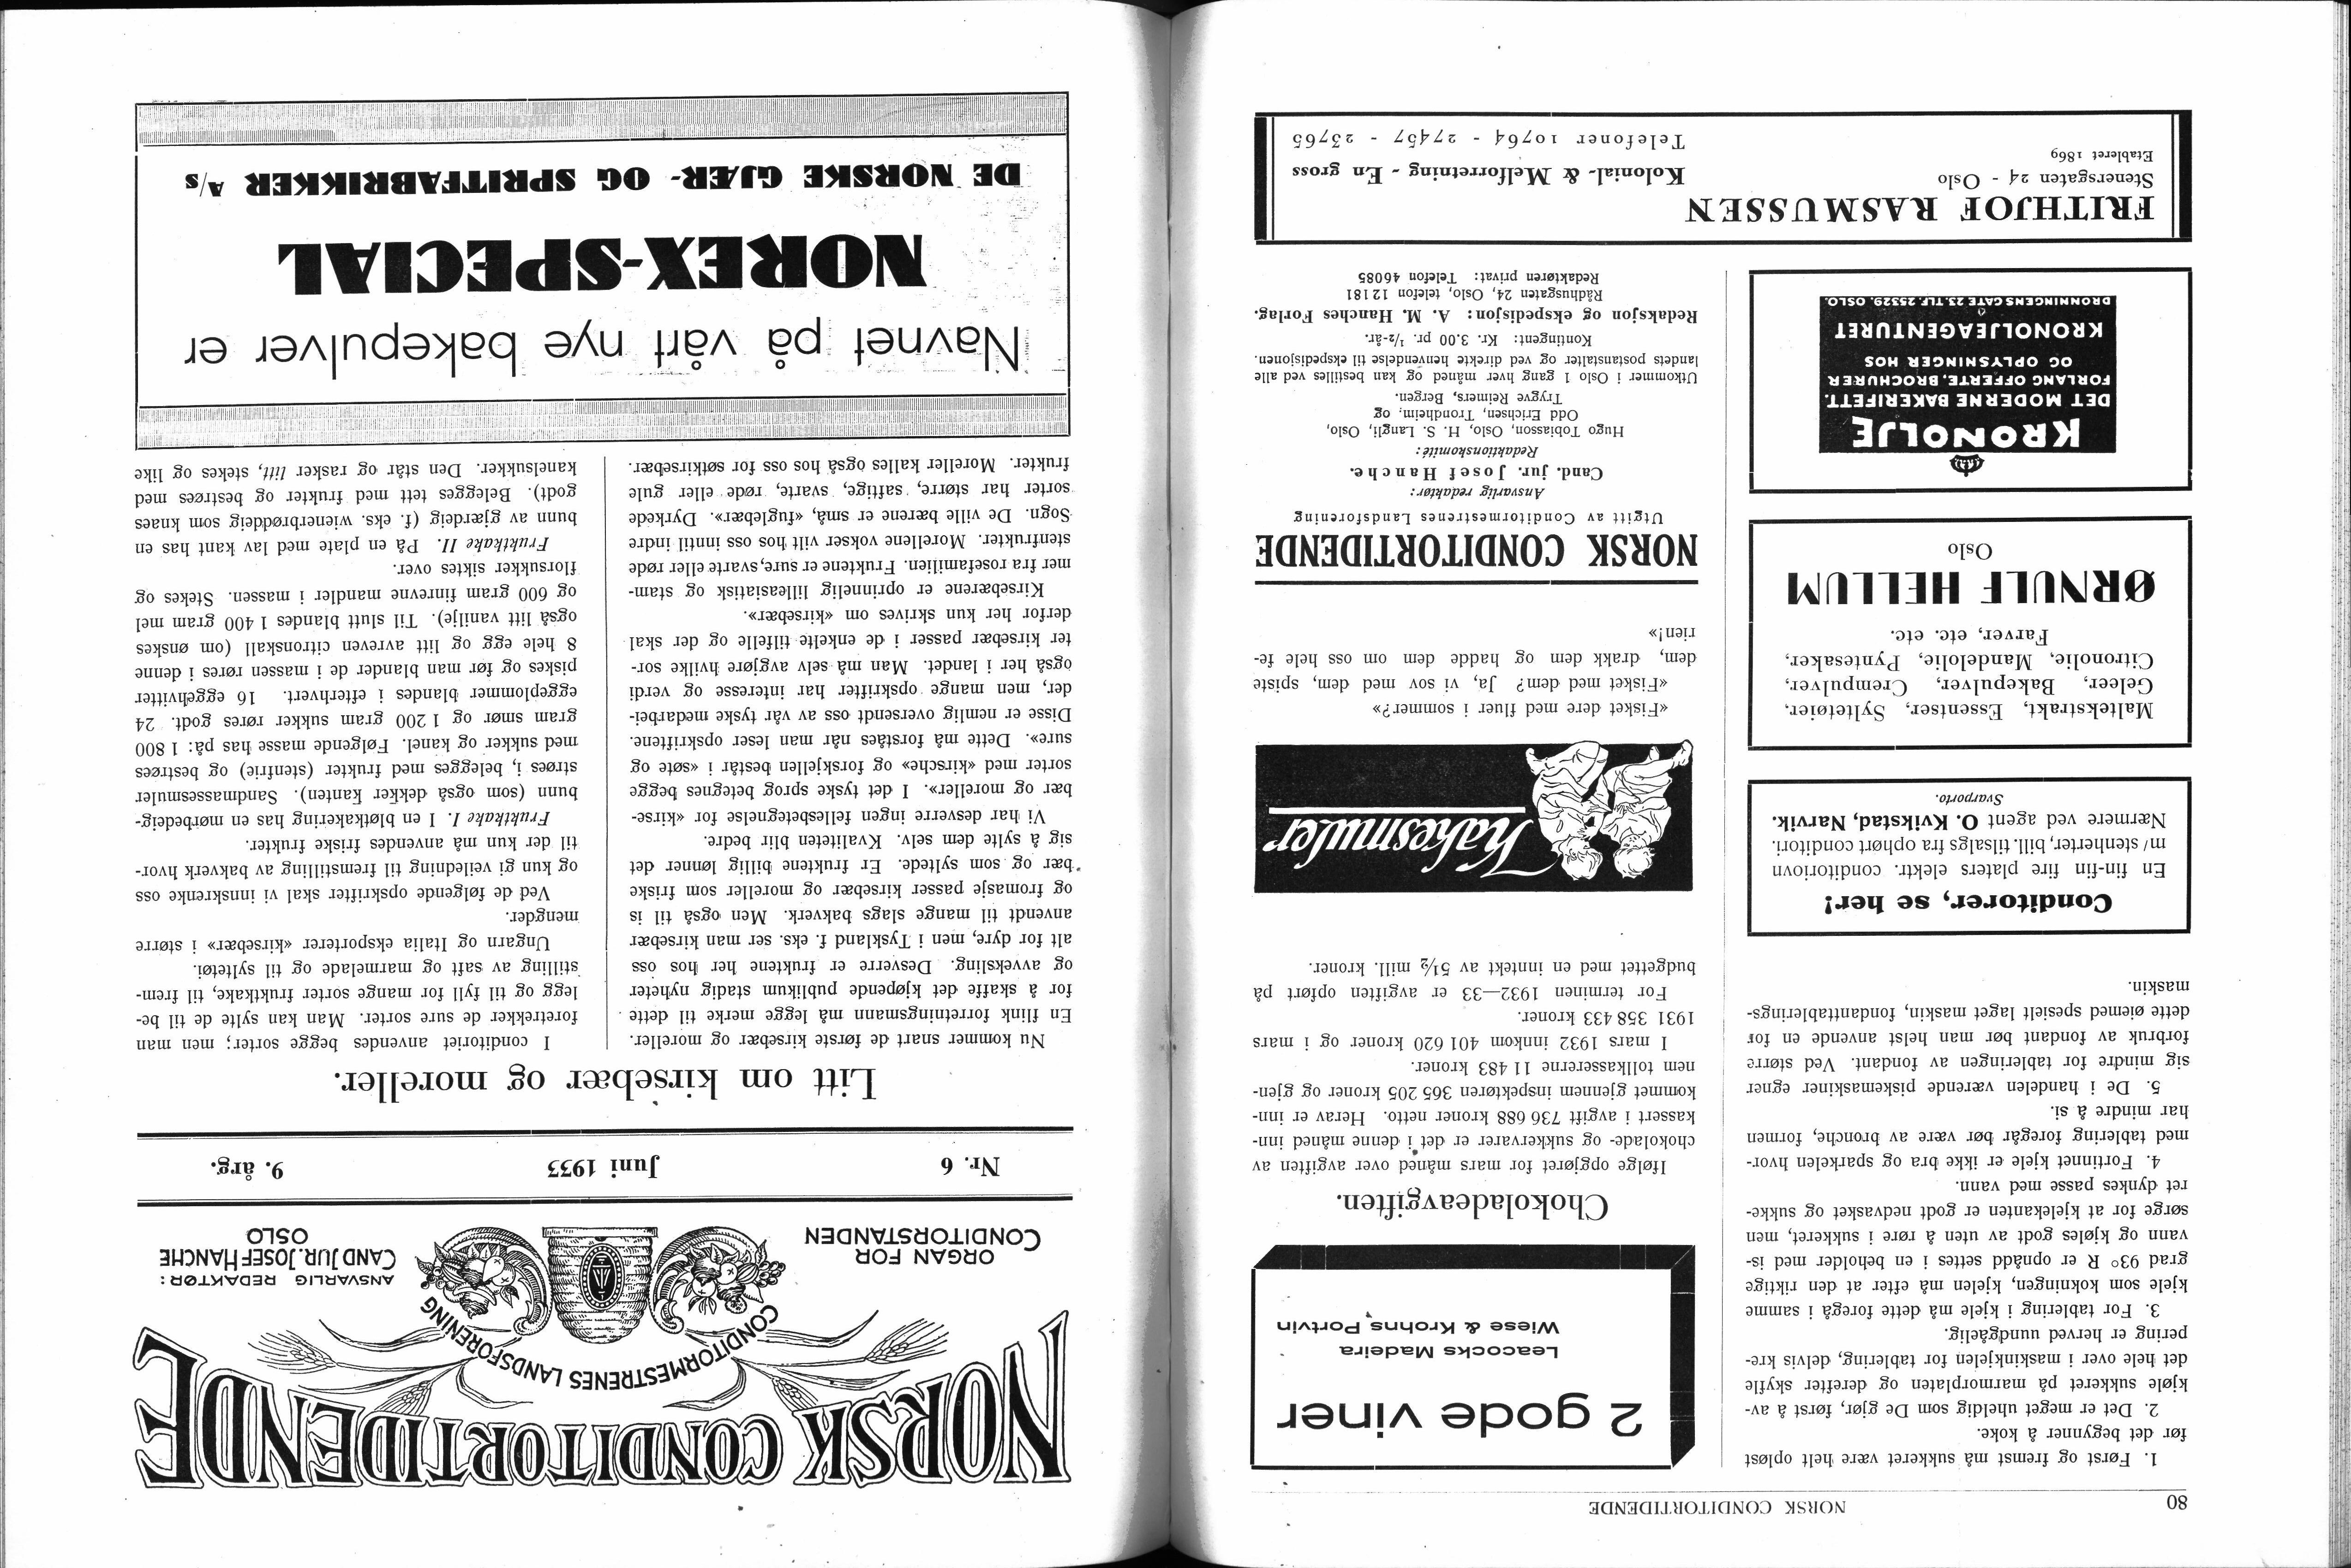 80
NORSK CONDITORTIDENDE
1. Først og fremst må sukkeret være helt opløst
før det begynner å koke.
2. Det er meget uheldig som De gjør, først å av-
kjøle sukkeret på marmorplaten og derefter skyfle
det hele over i maskinkjelen for tablering, delvis kre-
pering er herved uundgåelig.
3. For tablering i kjele må dette foregå i samme
kjele som kokningen, kjelen må efter at den riktige
grad 93° R er opnådd settes i en beholder med is-
vann og kjøles godt av uten å røre i sukkeret, men
sørge for at kjelekanten er godt nedvasket og sukke-
ret dynkes passe med vann.
4. Fortinnet kjele er ikke bra og sparkelen hvor-
med tablering foregår bør være av bronche, formen
har mindre å si.
5. De i handelen værende piskemaskiner egner
sig mindre for tableringen av fondant. Ved større
forbruk av fondant bør man helst anvende en for
dette øiemed spesielt laget maskin, fondanttablerings-
maskin.
Conditorer, se her!
En fin-fin fire platers elektr. conditoriovn
m/ stenherter, bill. tilsalgs fra ophørt conditori.
Nærmere ved agent O. Kvikstad, Narvik.
Svarporto.
Maltekstrakt, Essentser, Syltetøier,
Geleer, Bakepulver, Crempulver,
Citronolie, Mandelolie, Pyntesaker,
Farver, etc. etc.
ØRNULF HELLUM
Oslo
KRONOLJE
DET MODERNE BAKERIFETT.
FORLANG OFFERTE, BROCHURER
OG OPLYSNINGER HOS
KRONOLJEAGENTURET
DRONNINGENSGATE 23. TLF. 25329. OSLO.
2 gode viner
Leacocks Madeira
Wiese & Krohns Portvin
Chokoladeavgiften.
Ifølge opgjøret for mars måned over avgiften av
chokolade- og sukkervarer er det i denne måned inn-
kassert i avgift 736 688 kroner netto. Herav er inn-
kommet gjennem inspektøren 365 205 kroner og gjen-
nem tollkasserne 11 483 kroner.
I mars 1932 innkom 401 620 kroner og i mars
1931 358 433 kroner.
For terminen 1932—33 er avgiften opført på
budgettet med en inntekt av 5½ mill. kroner.
Kakesmuler
«Fisket dere med fluer i sommer?»
«Fisket med dem? Ja, vi sov med dem, spiste
dem, drakk dem og hadde dem om oss hele fe-
rien!»
NORSK CONDITORTIDENDE
Utgitt av Conditormestrenes Landsforening
Ansvarlig redaktør:
Cand. jur. Josef Hanche.
Redaktionskomité:
Hugo Tobiasson, Oslo, H. S. Langli, Oslo,
Odd Erichsen, Trondheim, og
Trygve Reimers, Bergen.
Utkommer i Oslo 1 gang hver måned og kan bestilles ved alle
landets postanstalter og ved direkte henvendelse til ekspedisjonen.
Kontingent: Kr. 3.00 pr. 1/2-år.
Redaksjon og ekspedisjon: A. M. Hanches Forlag.
Rådhusgaten 24, Oslo, telefon 12181
Redaktøren privat: Telefon 46085
FRITHJOF RASMUSSEN
Stenersgaten 24 - Oslo
Etableret 1869
Kolonial- & Melforretning - En gross
Telefoner 10764 - 27457 - 23765
NORSK CONDITORTIDENDE
CONDITORMESTRENES LANDSFORENING
ORGAN FOR
CONDITORSTANDEN
ANSVARLIG REDAKTØR:
CAND. JUR. JOSEF HANCHE
OSLO
Nr. 6
Juni 1933
9. årg.
Litt om kirsebær og moreller.
Nu kommer snart de første kirsebær og moreller.
En flink forretningsmann må legge merke til dette
for å skaffe det kjøpende publikum stadig nyheter
og avveksling. Desverre er fruktene her hos oss
alt for dyre, men i Tyskland f. eks. ser man kirsebær
anvendt til mange slags bakverk. Men også til is
og fromasje passer kirsebær og moreller som friske
bær og som syltede. Er fruktene billig lønner det
sig å sylte dem selv. Kvaliteten blir bedre.
Vi har desverre ingen fellesbetegnelse for «kirse-
bær og moreller». I det tyske sprog betegnes begge
sorter med «kirsche» og forskjellen består i «søte og
sure». Dette må forståes når man leser opskriftene.
Disse er nemlig oversendt oss av vår tyske medarbei-
der, men mange opskrifter har interesse og verdi
også her i landet. Man må selv avgjøre hvilke sor-
ter kirsebær passer i de enkelte tilfelle og der skal
derfor her kun skrives om «kirsebær».
Kirsebærene er oprinnelig lilleasiatisk og stam-
mer fra rosefamilien. Fruktene er sure, svarte eller røde
stenfrukter. Morellene vokser vilt hos oss inntil indre
Sogn. De ville bærene er små, «fuglebær». Dyrkede
sorter har større, saftige, svarte, røde eller gule
frukter. Moreller kalles også hos oss for søtkirsebær.
I conditoriet anvendes begge sorter; men man
foretrekker de sure sorter. Man kan sylte de til be-
legg og til fyll for mange sorter fruktkake, til frem-
stilling av saft og marmelade og til syltetøi.
Ungarn og Italia eksporterer «kirsebær» i større
mengder.
Ved de følgende opskrifter skal vi innskrenke oss
og kun gi veiledning til fremstilling av bakverk hvor-
til der kun må anvendes friske frukter.
Fruktkake I. I en bløtkakering has en mørbedeig-
bunn (som også dekker kanten). Sandmassesmuler
strøes i, belegges med frukter (stenfrie) og bestrøes
med sukker og kanel. Følgende masse has på: 1 800
gram smør og 1 200 gram sukker røres godt. 24
eggeplommer blandes i efterhvert. 16 eggehvitter
piskes og før man blander de i massen røres i denne
8 hele egg og litt avreven citronskall (om ønskes
også litt vanilje). Til slutt blandes 1 400 gram mel
og 600 gram finrevne mandler i massen. Stekes og
florsukker siktes over.
Fruktkake II. På en plate med lav kant has en
bunn av gjærdeig (f. eks. wienerbrøddeig som knaes
godt). Belegges tett med frukter og bestrøes med
kanelsukker. Den står og rasker litt, stekes og like
Navnet på vårt nye bakepulver er
NOREX-SPECIAL
DE NORSKE GJÆR- OG SPRITFABRIKKER A/S